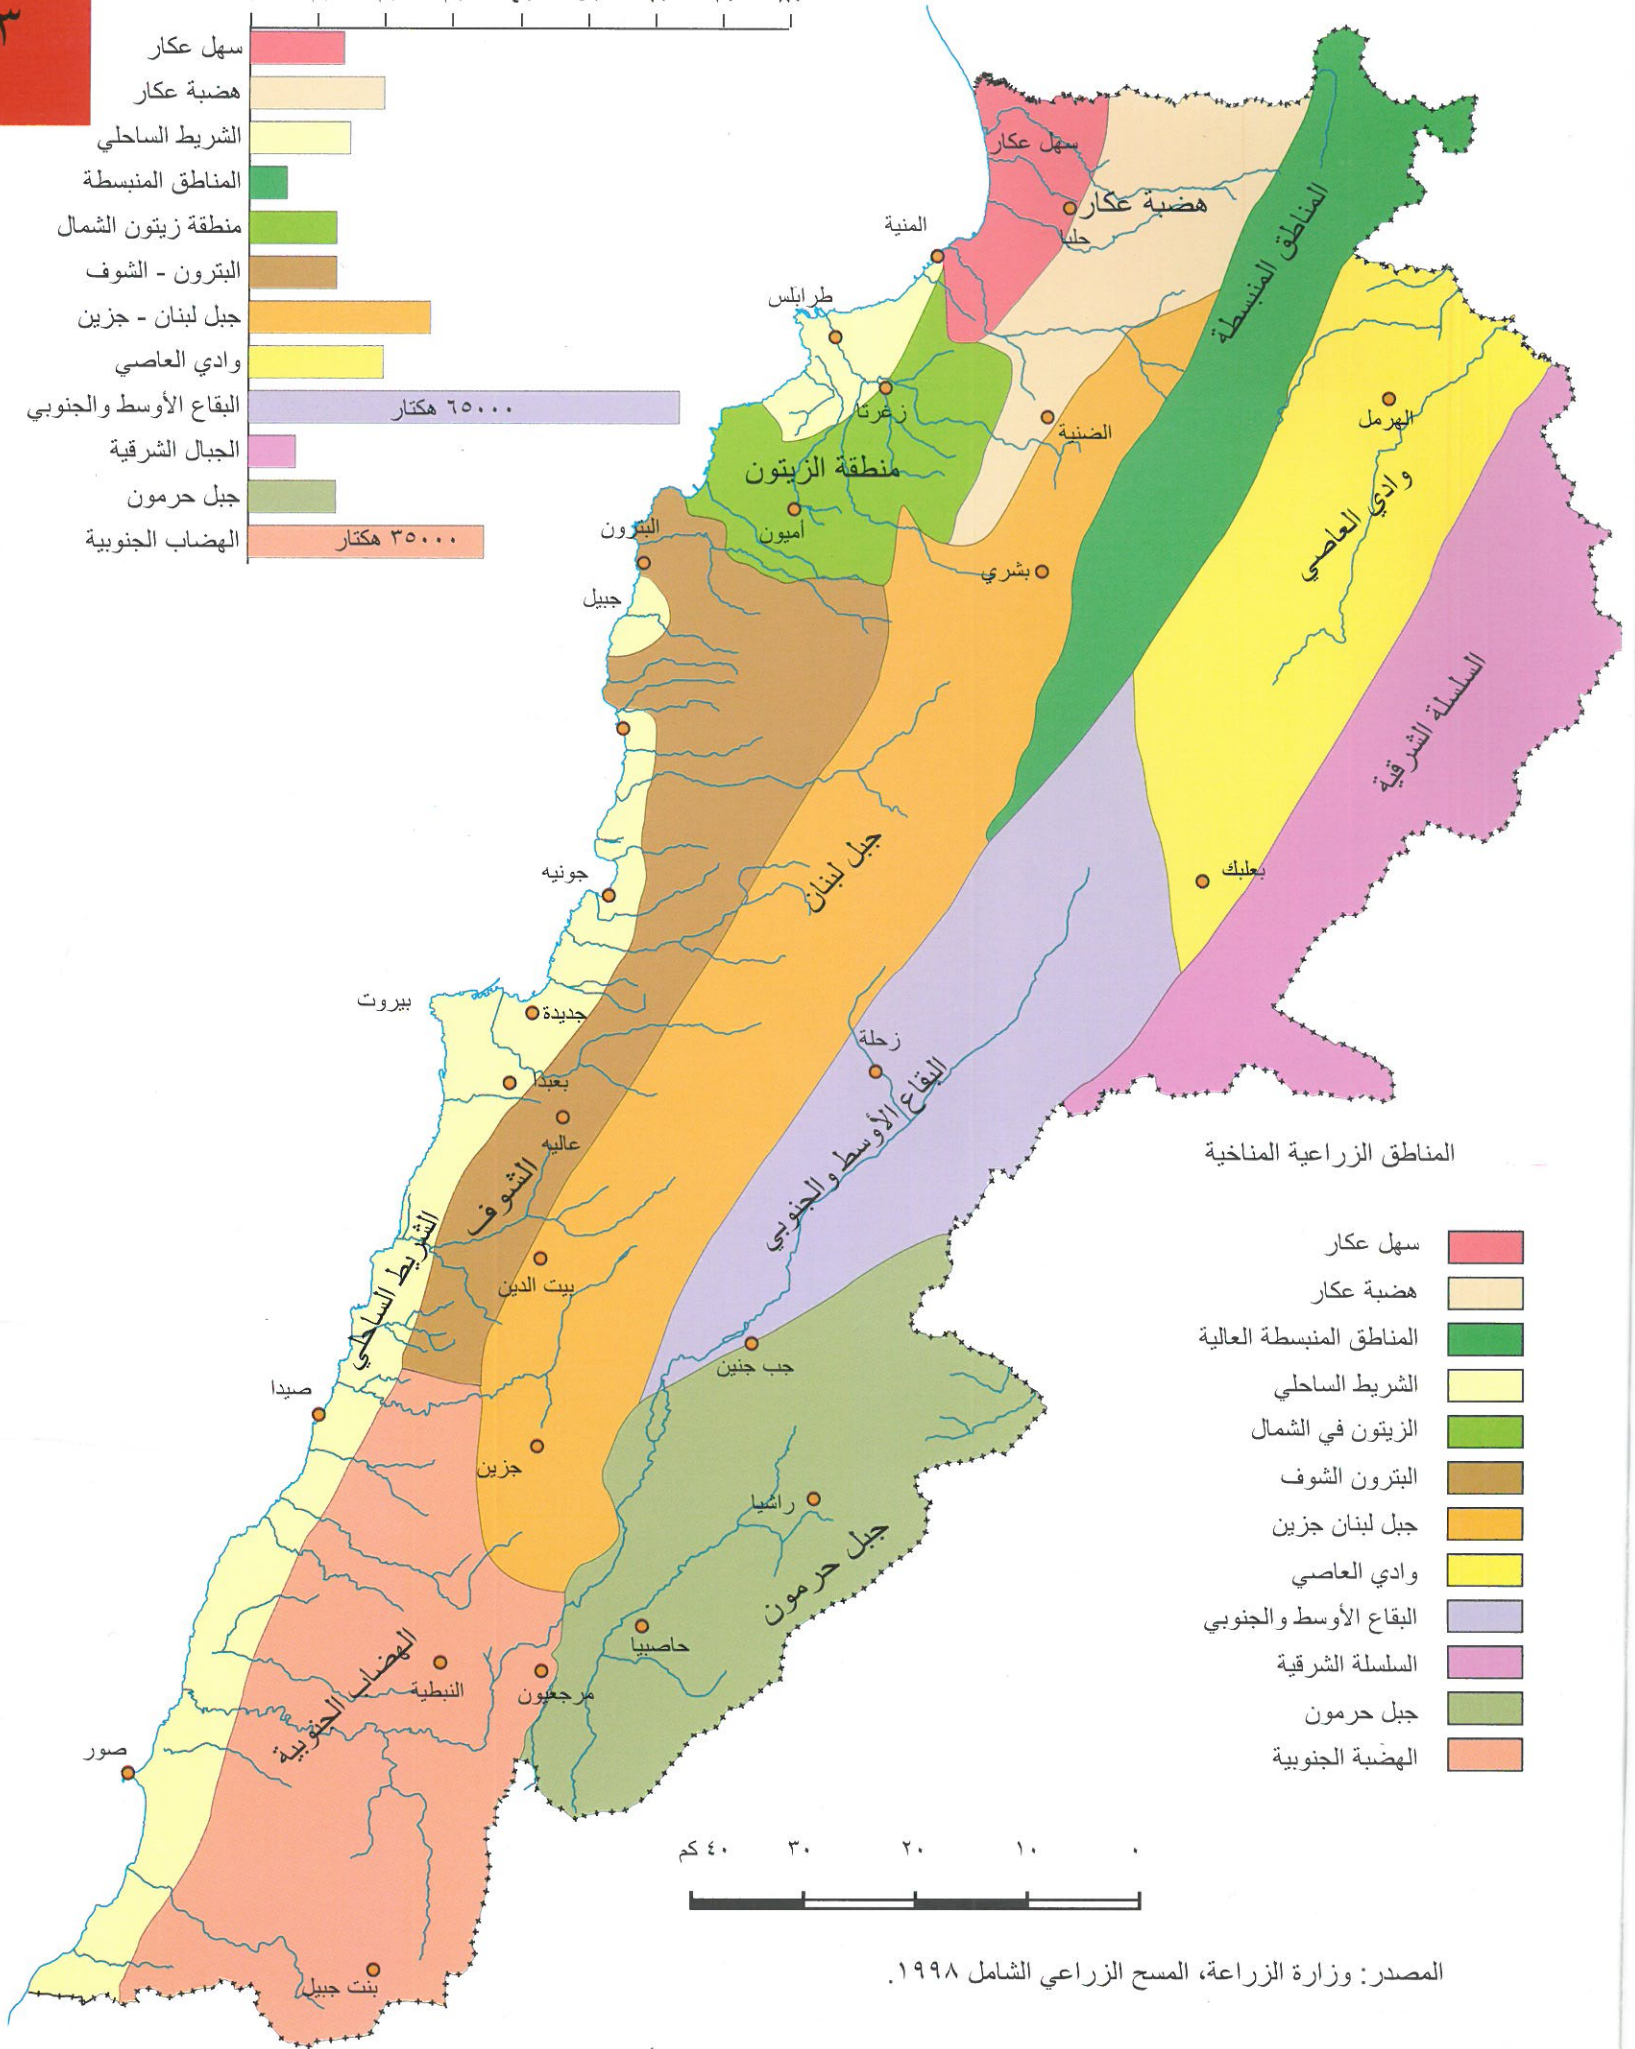 ٣
سهل عكار
هضبة عكار
الشريط الساحلي
المناطق المنبسطة
منطقة زيتون الشمال
البترون - الشوف
جبل لبنان - جزين
وادي العاصي
البقاع الأوسط والجنوبي
٦٥٠٠٠ هكتار
الجبال الشرقية
جبل حرمون
الهضاب الجنوبية
٣٥٠٠٠ هكتار
سهل عكار
هضبة عكار
حلبا
المناطق المنبسطة
المنية
طرابلس
زغرتا
الضنية
الهرمل
منطقة الزيتون
وادي العاصي
أميون
البترون
بشري
جبيل
السلسلة الشرقية
جبل لبنان
بعلبك
جونيه
بيروت
جديدة
زحلة
بعبدا
عاليه
البقاع الأوسط والجنوبي
الشوف
الشريط الساحلي
بيت الدين
جب جنين
صيدا
جزين
راشيا
جبل حرمون
حاصبيا
الهضاب الجنوبية
النبطية
مرجعيون
صور
بنت جبيل
المناطق الزراعية المناخية
سهل عكار
هضبة عكار
المناطق المنبسطة العالية
الشريط الساحلي
الزيتون في الشمال
البترون الشوف
جبل لبنان جزين
وادي العاصي
البقاع الأوسط والجنوبي
السلسلة الشرقية
جبل حرمون
الهضبة الجنوبية
٠ ١٠ ٢٠ ٣٠ ٤٠ كم
المصدر: وزارة الزراعة، المسح الزراعي الشامل ١٩٩٨.